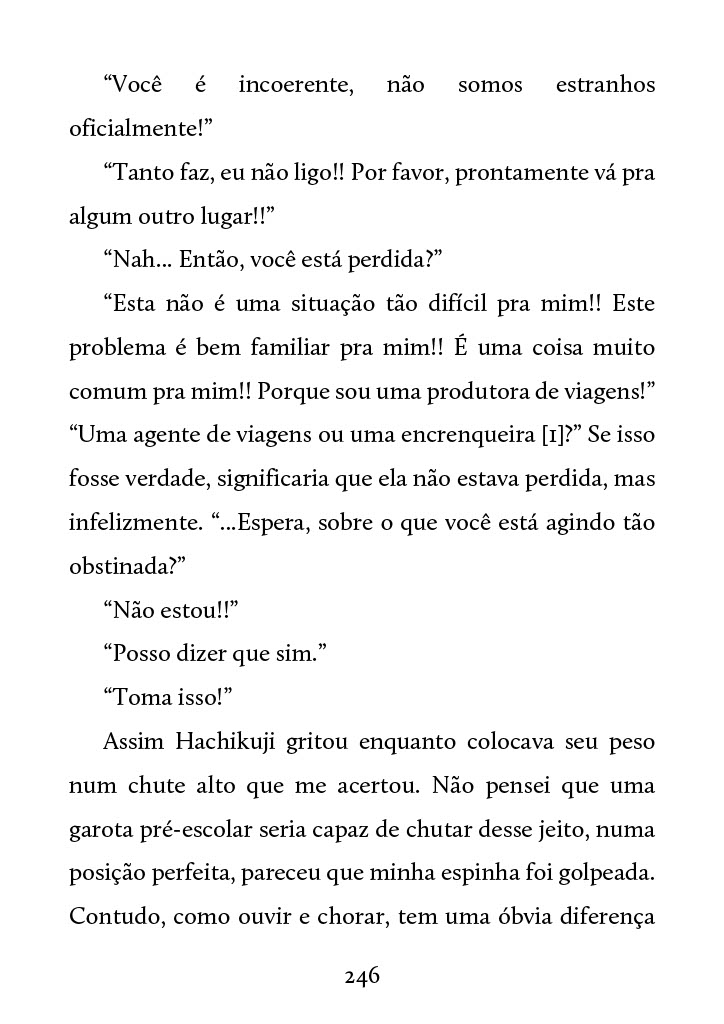 “Você é incoerente, não somos estranhos
oficialmente!”
“Tanto faz, eu não ligo!! Por favor, prontamente vá pra
algum outro lugar!!”
“Nah... Então, você está perdida?”
“Esta não é uma situação tão difícil pra mim!! Este
problema é bem familiar pra mim!! É uma coisa muito
comum pra mim!! Porque sou uma produtora de viagens!”
“Uma agente de viagens ou uma encrenqueira [1]?” Se isso
fosse verdade, significaria que ela não estava perdida, mas
infelizmente. “...Espera, sobre o que você está agindo tão
obstinada?”
“Não estou!!”
“Posso dizer que sim.”
“Toma isso!”
Assim Hachikuji gritou enquanto colocava seu peso
num chute alto que me acertou. Não pensei que uma
garota pré-escolar seria capaz de chutar desse jeito, numa
posição perfeita, pareceu que minha espinha foi golpeada.
Contudo, como ouvir e chorar, tem uma óbvia diferença
246